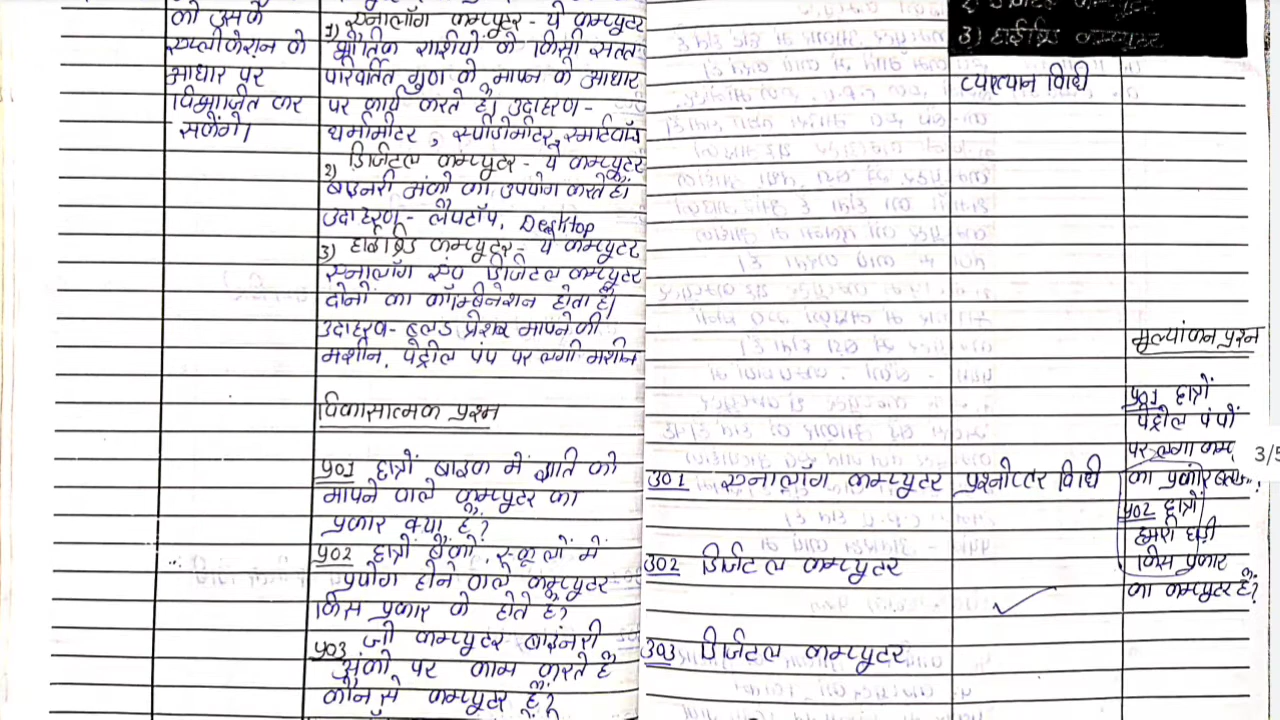 को उसके
एप्लीकेशन के
आधार पर
विभाजित कर
सकेंगे।
1) एनालॉग कम्प्यूटर - ये कम्प्यूटर
भौतिक राशियों के किसी सतत
परिवर्तित गुण के मापन के आधार
पर कार्य करते हैं। उदाहरण -
थर्मामीटर, स्पीडोमीटर, स्मार्टवॉच
2) डिजिटल कम्प्यूटर - ये कम्प्यूटर
बाइनरी अंकों का उपयोग करते हैं।
उदाहरण - लैपटॉप, Desktop
3) हाइब्रिड कम्प्यूटर - ये कम्प्यूटर
एनालॉग एवं डिजिटल कम्प्यूटर
दोनों का कॉम्बिनेशन होता है।
उदाहरण - ब्लड प्रेशर मापने की
मशीन, पेट्रोल पंप पर लगी मशीन
विकासात्मक प्रश्न
प्र01 छात्रों बाइक में गति को
मापने वाले कम्प्यूटर का
प्रकार क्या है?
प्र02 छात्रों बैंको, स्कूलों में
प्रयोग होने वाले कम्प्यूटर
किस प्रकार के होते है?
प्र03 जो कम्प्यूटर बाइनरी
अंको पर काम करते है
कौन से कम्प्यूटर है?
उ01 एनालॉग कम्प्यूटर
उ02 डिजिटल कम्प्यूटर
उ03 डिजिटल कम्प्यूटर
3) हाईब्रिड कम्प्यूटर
व्याख्यान विधि
प्रश्नोत्तर विधि
मूल्यांकन प्रश्न
प्र01 छात्रों
पेट्रोल पंपों
पर लगा
का प्रकार
प्र02 छात्रों
हमारी घड़ी
किस प्रकार
का कम्प्यूटर है?
3/5